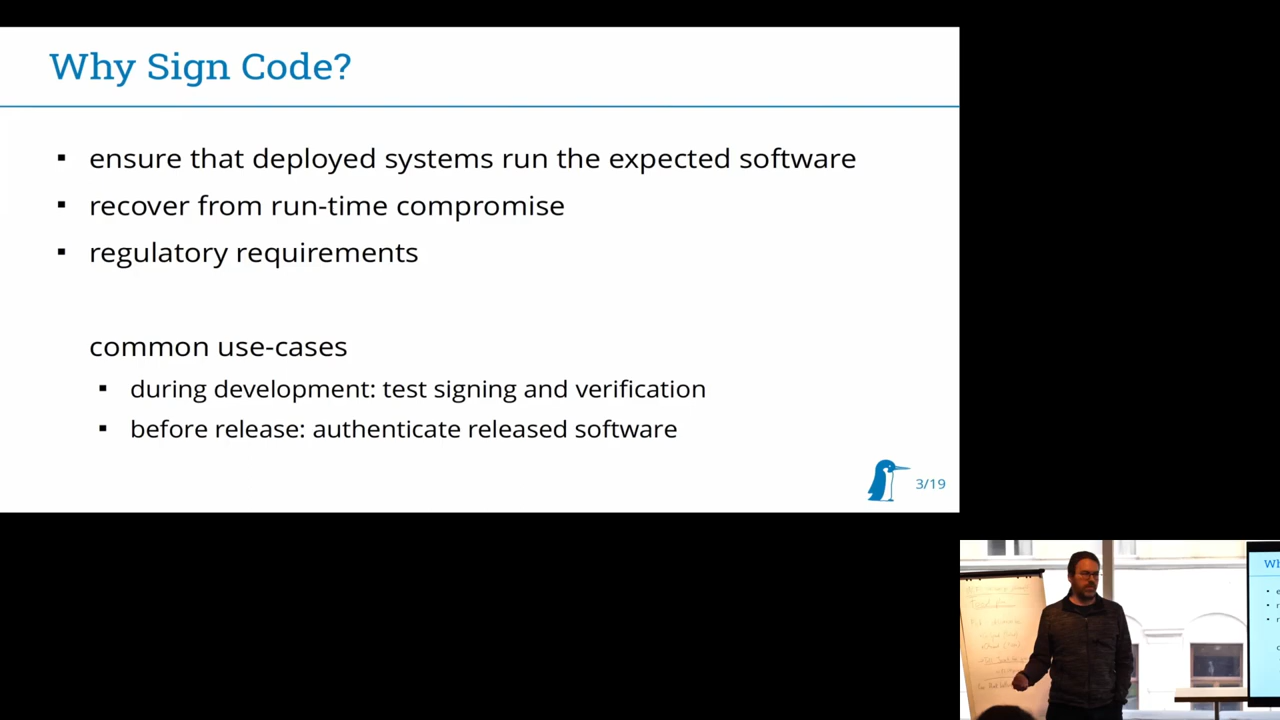 Why Sign Code?
▪ ensure that deployed systems run the expected software
▪ recover from run-time compromise
▪ regulatory requirements
common use-cases
▪ during development: test signing and verification
▪ before release: authenticate released software
3/19